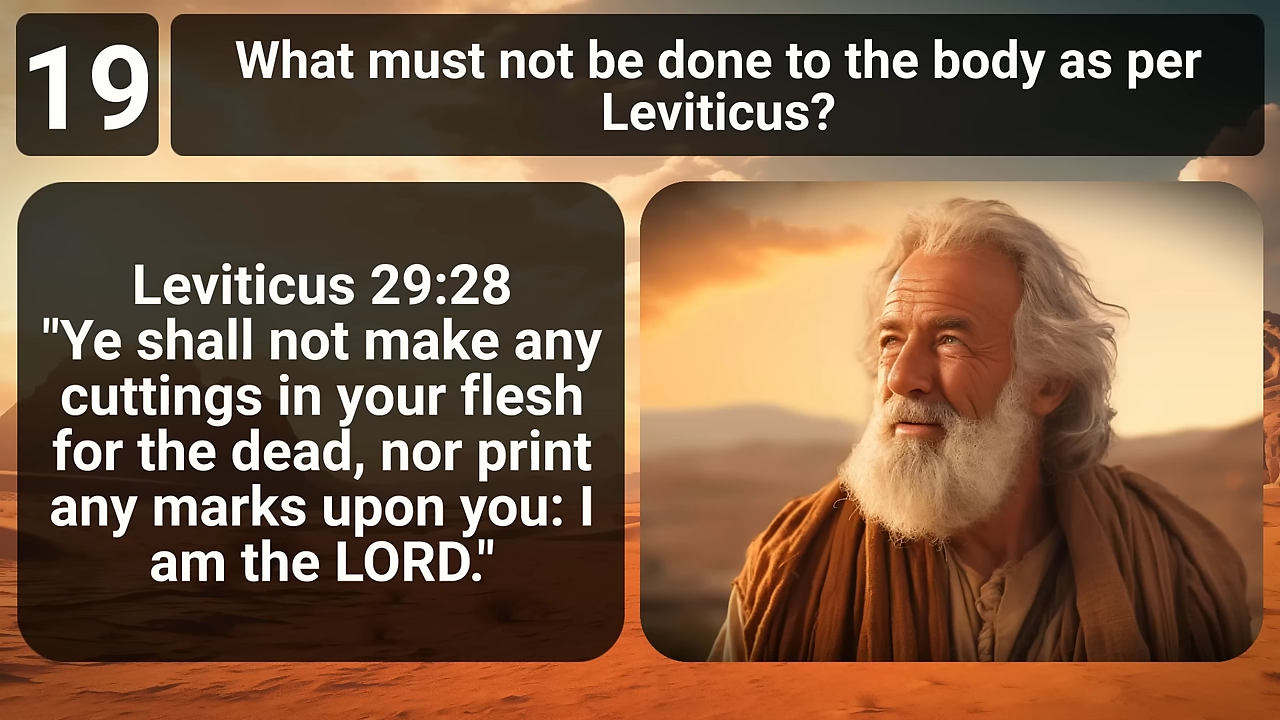 19
What must not be done to the body as per
Leviticus?
Leviticus 29:28
"Ye shall not make any
cuttings in your flesh
for the dead, nor print
any marks upon you: I
am the LORD."